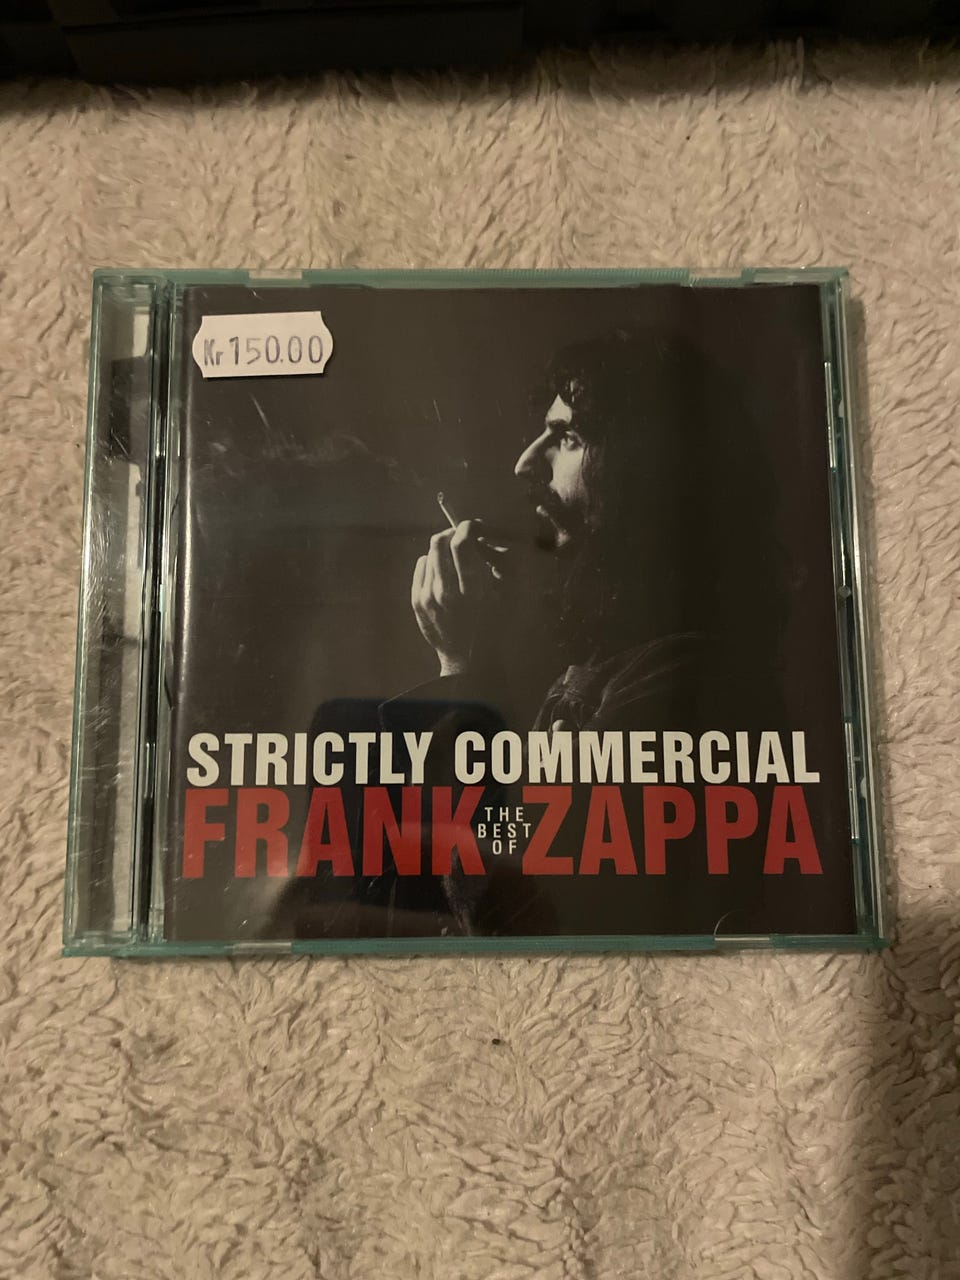 Kr 150.00
STRICTLY COMMERCIAL
FRANK THE BEST OF ZAPPA